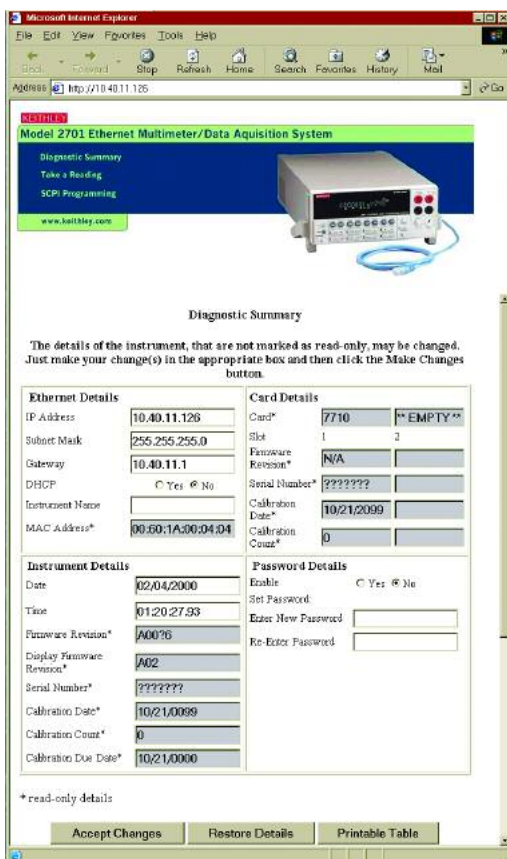 Microsoft Internet Explorer
File Edit View Favorites Tools Help
Back Forward Stop Refresh Home Search Favorites History Mail
Address http://10.40.11.126 Go
KEITHLEY
Model 2701 Ethernet Multimeter/Data Aquisition System
Diagnostic Summary
Take a Reading
SCPI Programming
www.keithley.com
Diagnostic Summary
The details of the instrument, that are not marked as read-only, may be changed.
Just make your change(s) in the appropriate box and then click the Make Changes
button.
Ethernet Details
IP Address 10.40.11.126
Subnet Mask 255.255.255.0
Gateway 10.40.11.1
DHCP Yes No
Instrument Name
MAC Address* 00:60:1A:00:04:04
Card Details
Card* 7710 ** EMPTY **
Slot 1 2
Firmware
Revision* N/A
Serial Number* ???????
Calibration
Date* 10/21/2099
Calibration
Count* 0
Instrument Details
Date 02/04/2000
Time 01:20:27.93
Firmware Revision* A00?6
Display Firmware
Revision* A02
Serial Number* ???????
Calibration Date* 10/21/0099
Calibration Count* 0
Calibration Due Date* 10/21/0000
Password Details
Enable Yes No
Set Password:
Enter New Password
Re-Enter Password
* read-only details
Accept Changes Restore Details Printable Table